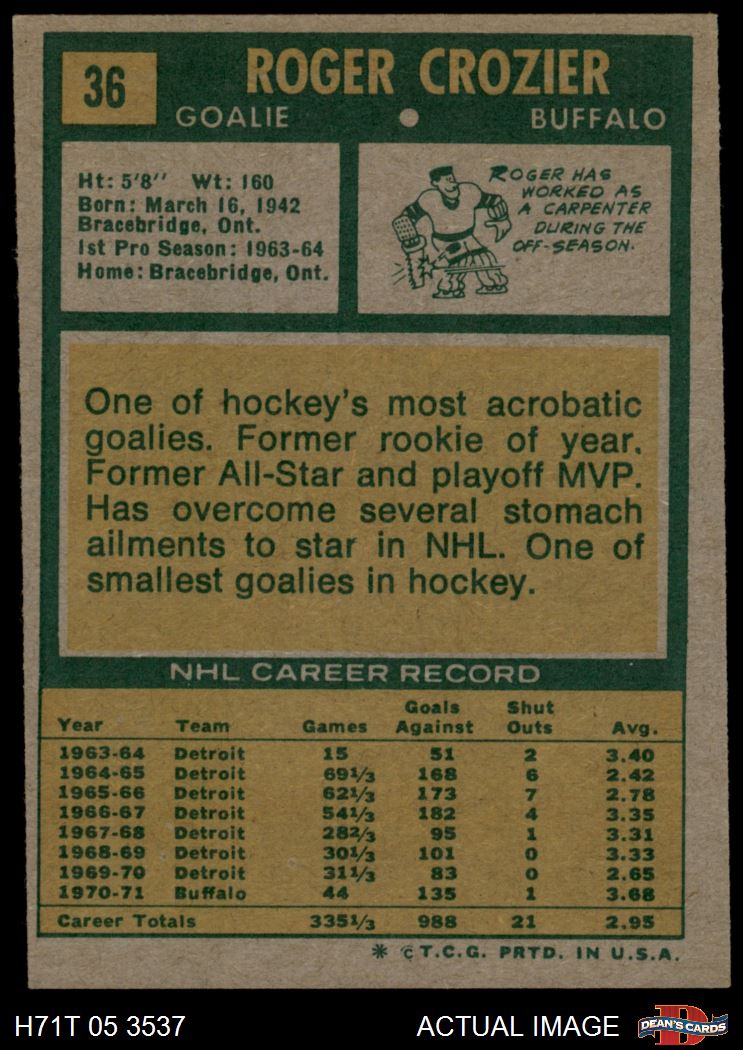 36
ROGER CROZIER
GOALIE • BUFFALO
Ht: 5'8'' Wt: 160
Born: March 16, 1942
Bracebridge, Ont.
1st Pro Season: 1963-64
Home: Bracebridge, Ont.
ROGER HAS
WORKED AS
A CARPENTER
DURING THE
OFF-SEASON.
One of hockey's most acrobatic
goalies. Former rookie of year.
Former All-Star and playoff MVP.
Has overcome several stomach
ailments to star in NHL. One of
smallest goalies in hockey.
NHL CAREER RECORD
Year Team Games Goals Against Shut Outs Avg.
1963-64 Detroit 15 51 2 3.40
1964-65 Detroit 691/3 168 6 2.42
1965-66 Detroit 621/3 173 7 2.78
1966-67 Detroit 541/3 182 4 3.35
1967-68 Detroit 282/3 95 1 3.31
1968-69 Detroit 301/3 101 0 3.33
1969-70 Detroit 311/3 83 0 2.65
1970-71 Buffalo 44 135 1 3.68
Career Totals 3351/3 988 21 2.95
* © T.C.G. PRTD. IN U.S.A.
H71T 05 3537 ACTUAL IMAGE
D
DEAN'S CARDS